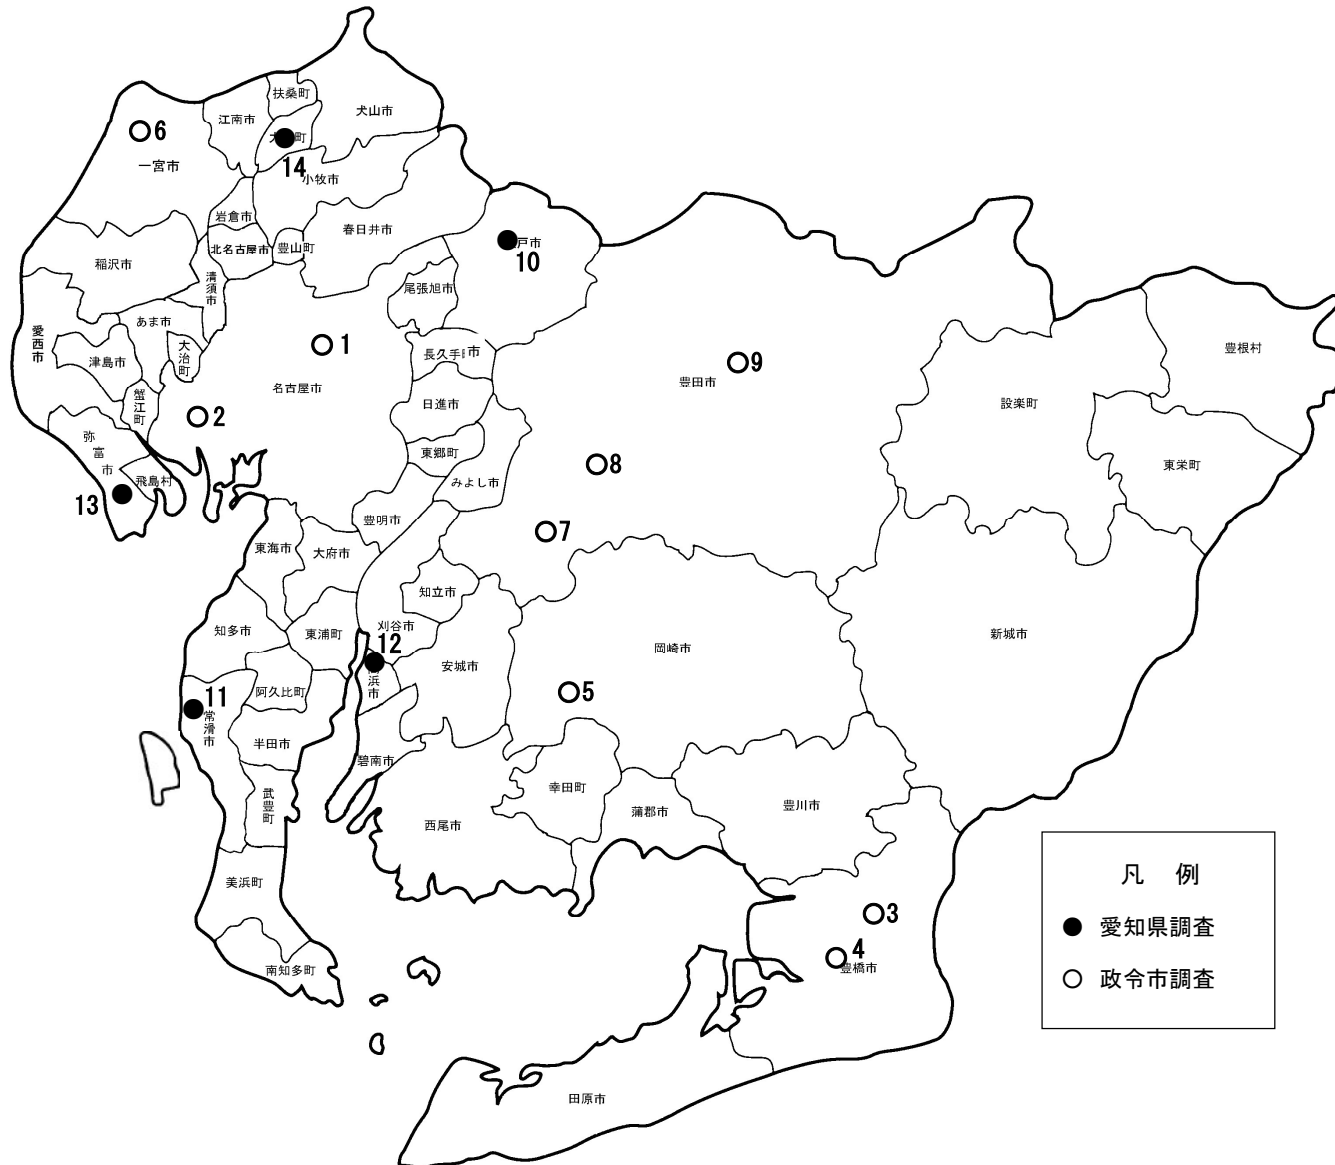 扶桑町
犬山市
江南市
6
大 町
14
一宮市
小牧市
岩倉市
春日井市
北名古屋市
豊山町
戸市
10
稲沢市
清須市
尾張旭市
あま市
愛西市
大治町
1
津島市
長久手 市
豊根村
9
豊田市
名古屋市
蟹江町
日進市
設楽町
2
弥富市
東郷町
8
東栄町
飛島村
みよし市
13
豊明市
7
東海市
大府市
知立市
知多市
東浦町
刈谷市
12
新城市
岡崎市
安城市
浜市
阿久比町
5
11
常滑市
半田市
碧南市
幸田町
武豊町
豊川市
蒲郡市
西尾市
美浜町
凡 例
3
愛知県調査
4
豊橋市
南知多町
政令市調査
田原市